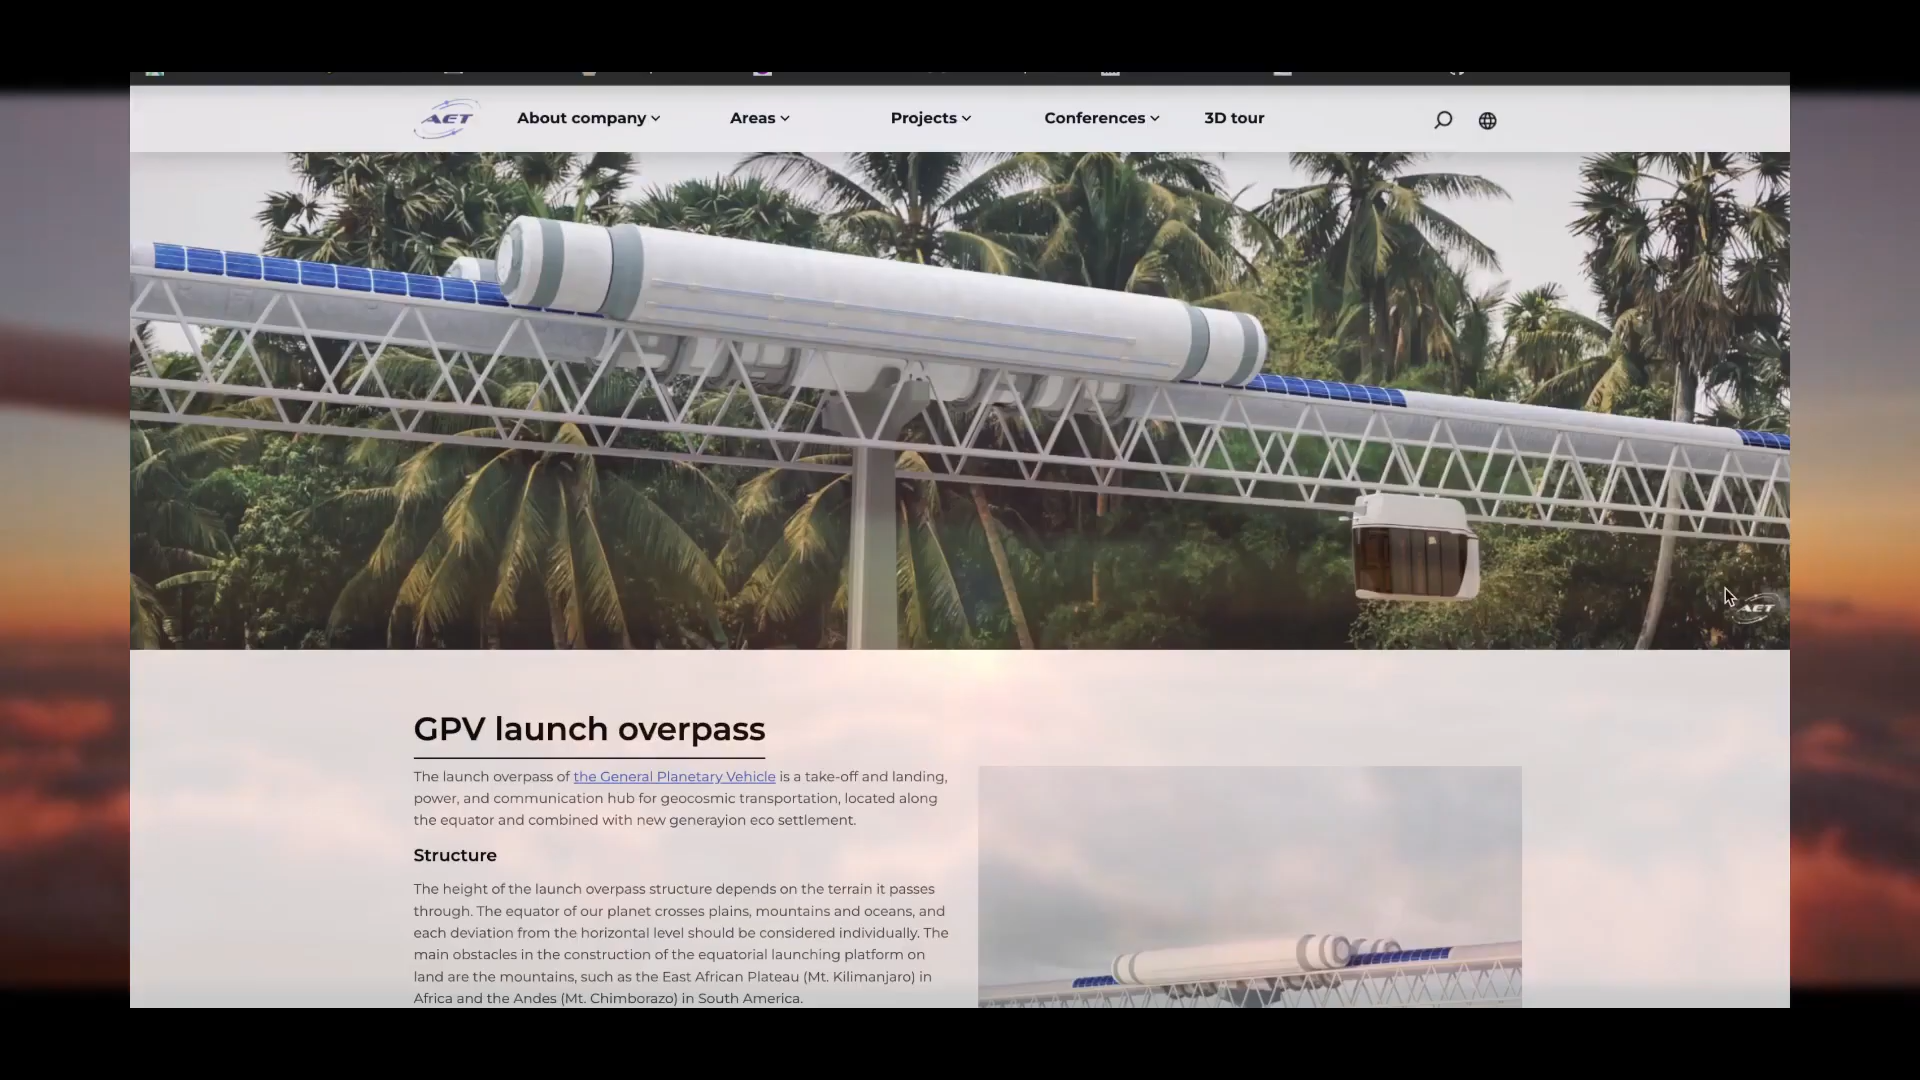 AET
About company
Areas
Projects
Conferences
3D tour
AET
GPV launch overpass
The launch overpass of the General Planetary Vehicle is a take-off and landing,
power, and communication hub for geocosmic transportation, located along
the equator and combined with new generayion eco settlement.
Structure
The height of the launch overpass structure depends on the terrain it passes
through. The equator of our planet crosses plains, mountains and oceans, and
each deviation from the horizontal level should be considered individually. The
main obstacles in the construction of the equatorial launching platform on
land are the mountains, such as the East African Plateau (Mt. Kilimanjaro) in
Africa and the Andes (Mt. Chimborazo) in South America.